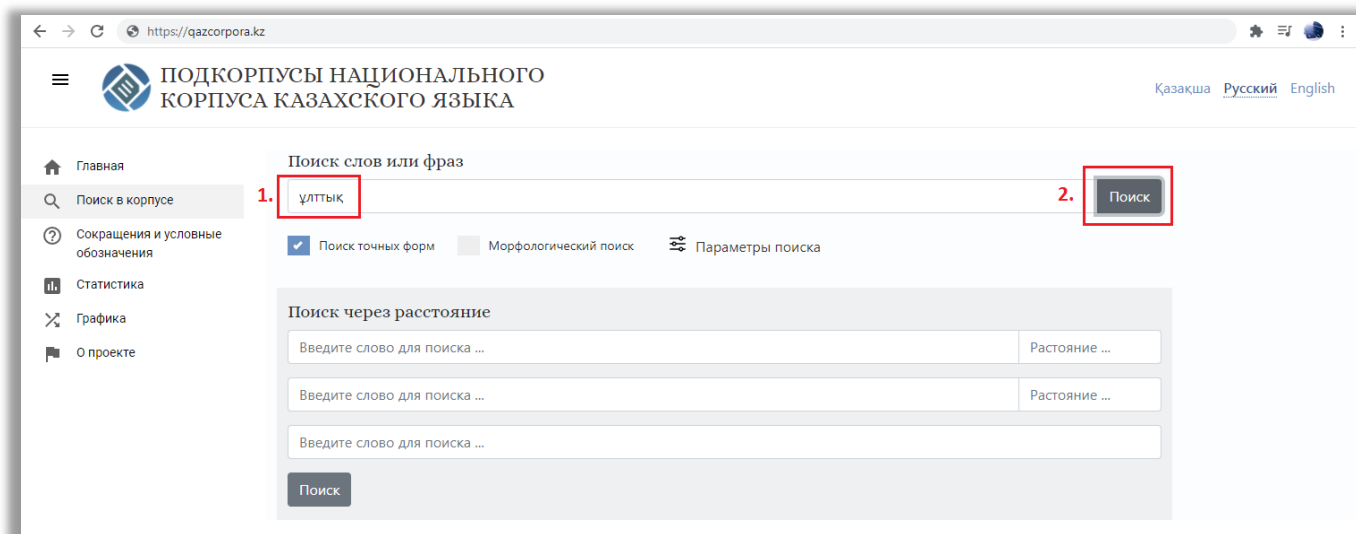 https://qazcorpora.kz
ПОДКОРПУСЫ НАЦИОНАЛЬНОГО
КОРПУСА КАЗАХСКОГО ЯЗЫКА
Қазақша Русский English
Главная
Поиск в корпусе
Сокращения и условные
обозначения
Статистика
Графика
О проекте
Поиск слов или фраз
1. ұлттық 2. Поиск
Поиск точных форм Морфологический поиск Параметры поиска
Поиск через расстояние
Введите слово для поиска ... Растояние ...
Введите слово для поиска ... Растояние ...
Введите слово для поиска ...
Поиск